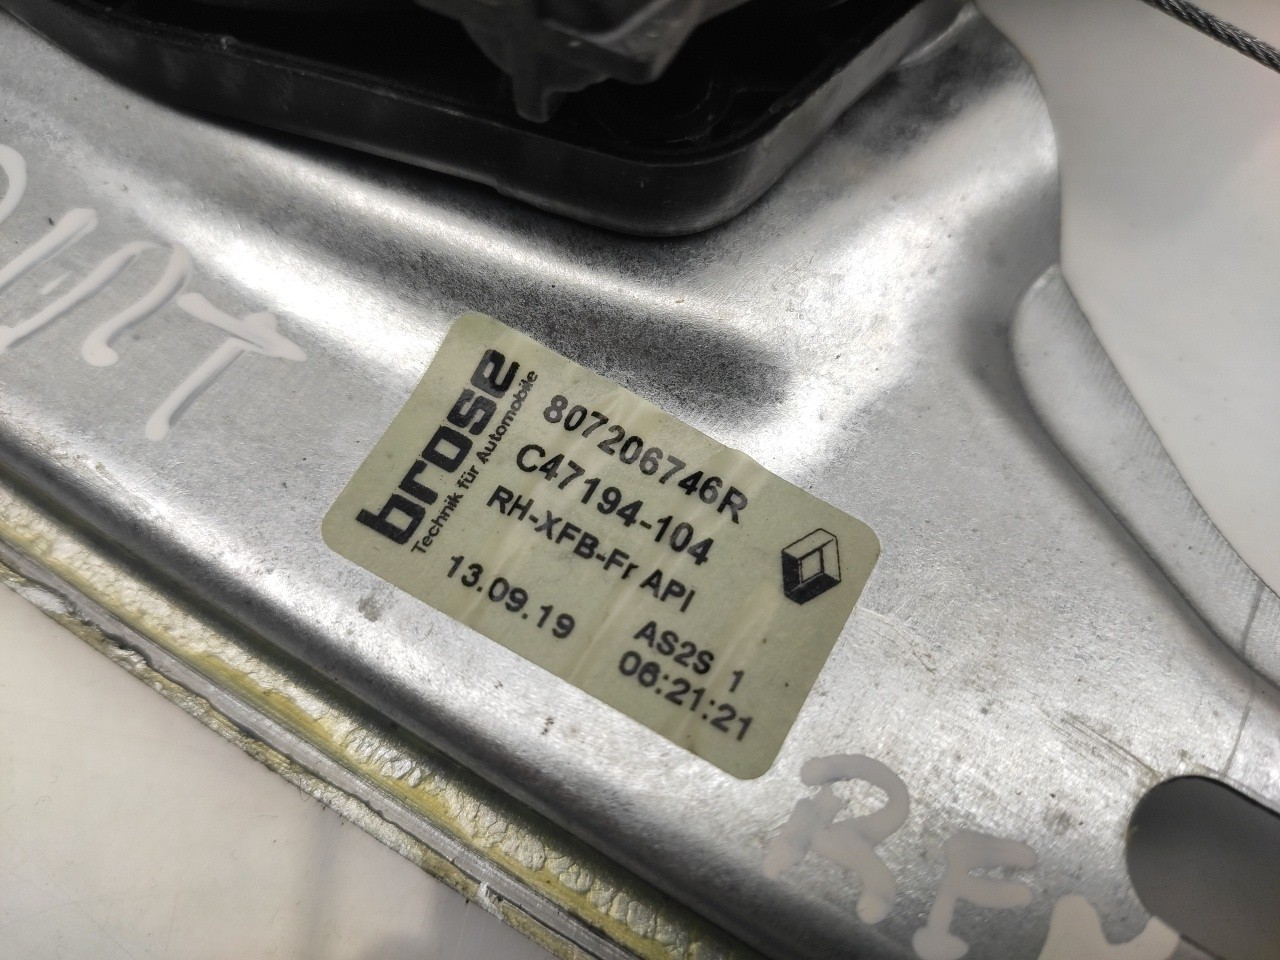 brose
Technik für Automobile
807206746R
C47194-104
RH-XFB-Fr API
13.09.19
AS2S 1
06:21:21